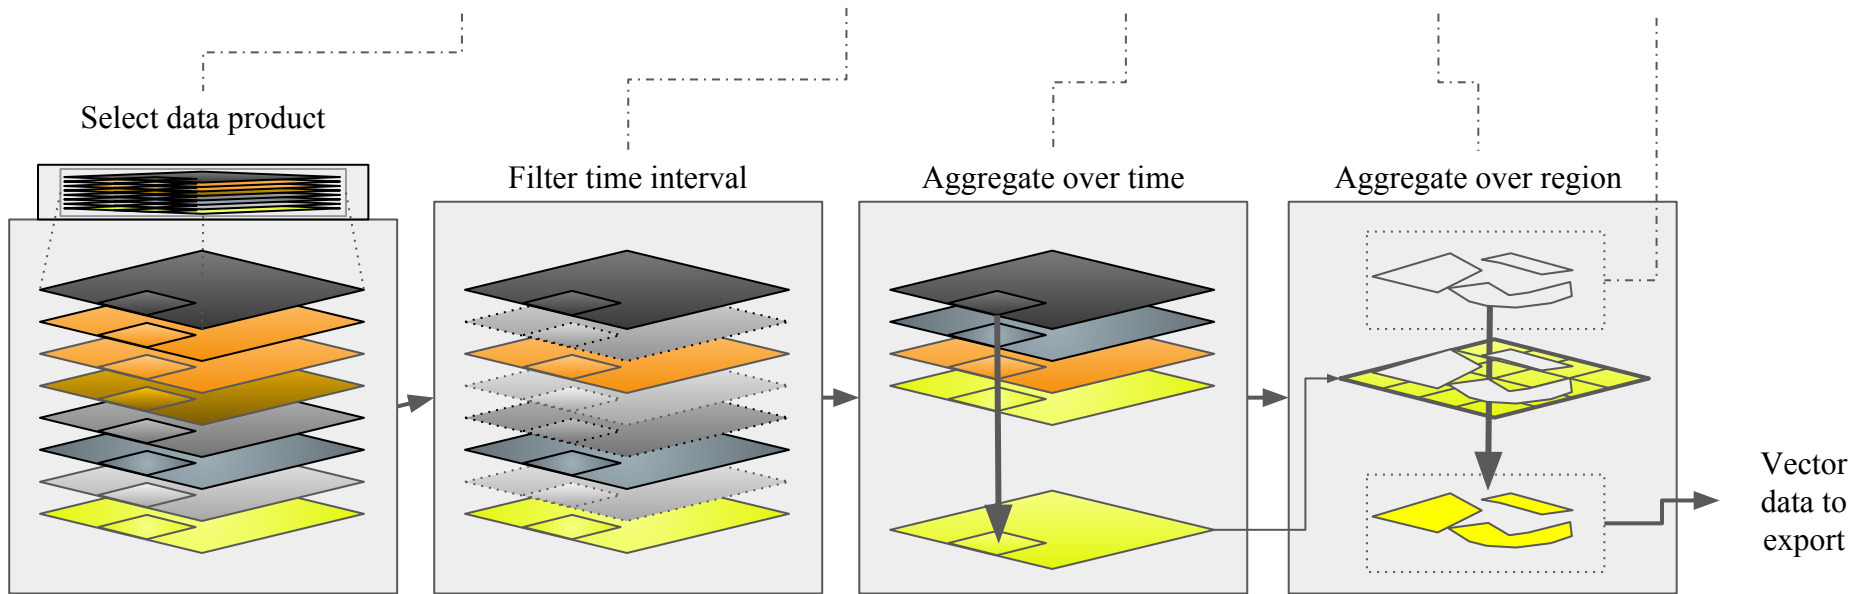 Select data product
Filter time interval
Aggregate over time
Aggregate over region
Vector
data to
export